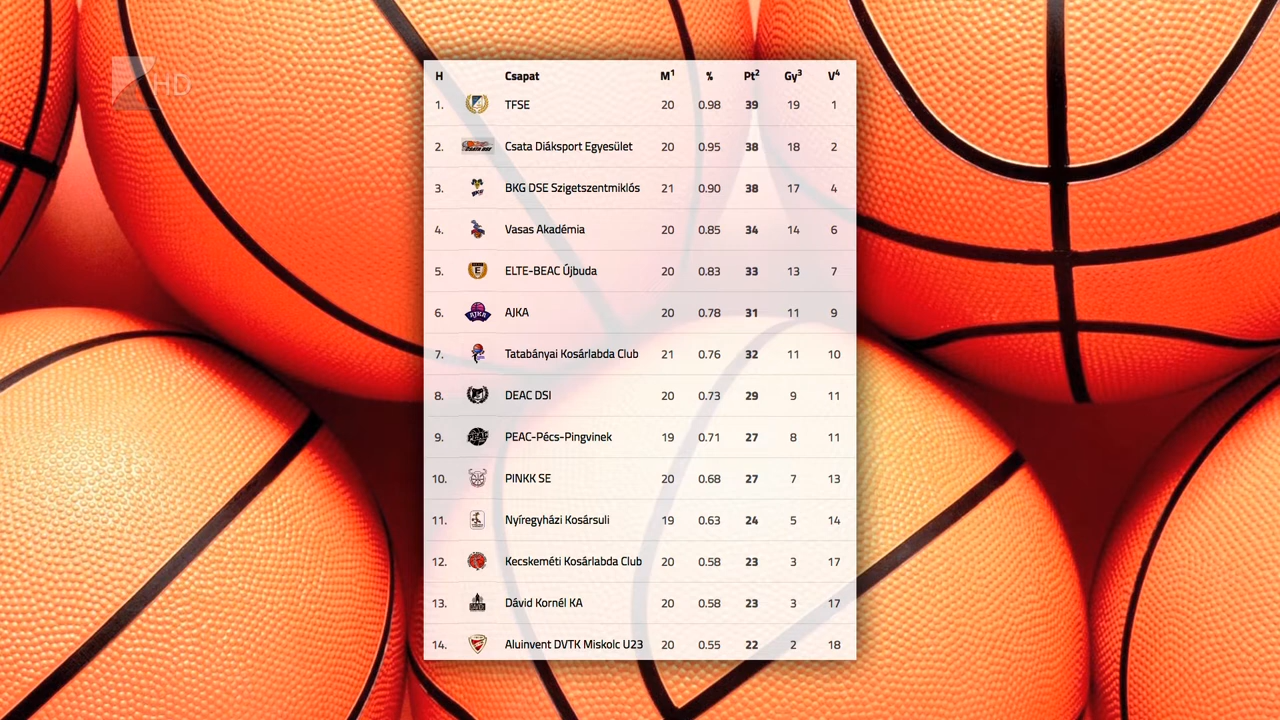 HD
H Csapat M¹ % Pt² Gy³ V⁴
1. TFSE 20 0.98 39 19 1
2. Csata Diáksport Egyesület 20 0.95 38 18 2
3. BKG DSE Szigetszentmiklós 21 0.90 38 17 4
4. Vasas Akadémia 20 0.85 34 14 6
5. ELTE-BEAC Újbuda 20 0.83 33 13 7
6. AJKA 20 0.78 31 11 9
7. Tatabányai Kosárlabda Club 21 0.76 32 11 10
8. DEAC DSI 20 0.73 29 9 11
9. PEAC-Pécs-Pingvinek 19 0.71 27 8 11
10. PINKK SE 20 0.68 27 7 13
11. Nyíregyházi Kosársuli 19 0.63 24 5 14
12. Kecskeméti Kosárlabda Club 20 0.58 23 3 17
13. Dávid Kornél KA 20 0.58 23 3 17
14. Aluinvent DVTK Miskolc U23 20 0.55 22 2 18